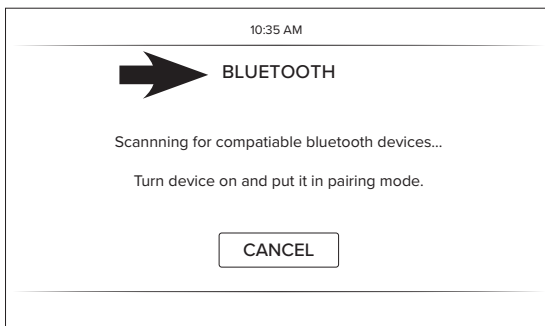 10:35 AM
BLUETOOTH
Scannning for compatiable bluetooth devices...
Turn device on and put it in pairing mode.
CANCEL